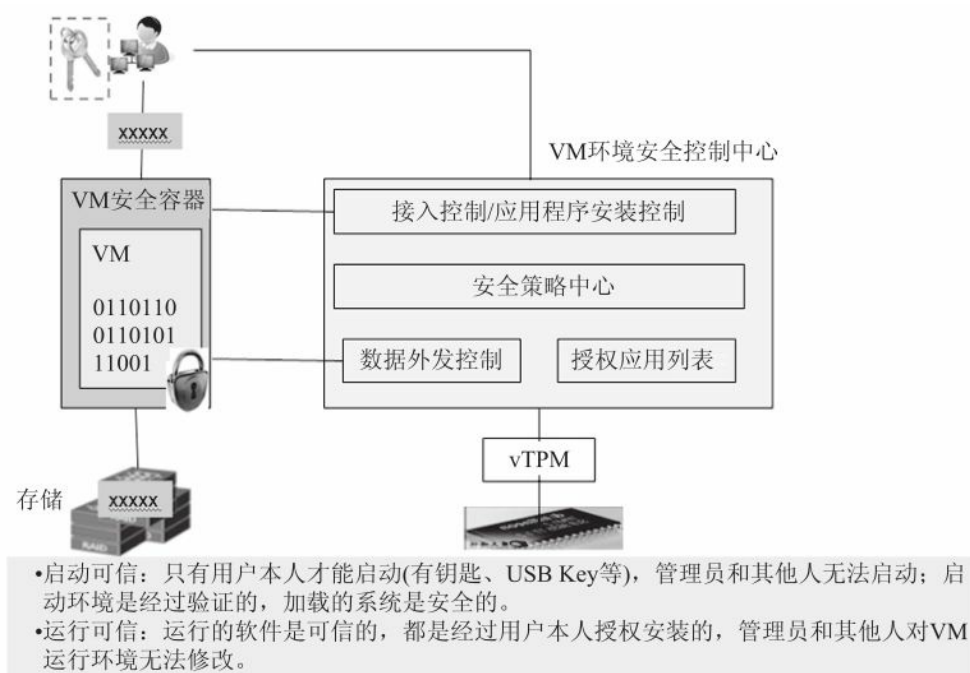 xxxxx
VM环境安全控制中心
VM安全容器
接入控制/应用程序安装控制
VM
安全策略中心
0110110
0110101
11001
数据外发控制
授权应用列表
vTPM
存储
xxxxx
•启动可信：只有用户本人才能启动(有钥匙、USB Key等)，管理员和其他人无法启动；启
动环境是经过验证的，加载的系统是安全的。
•运行可信：运行的软件是可信的，都是经过用户本人授权安装的，管理员和其他人对VM
运行环境无法修改。